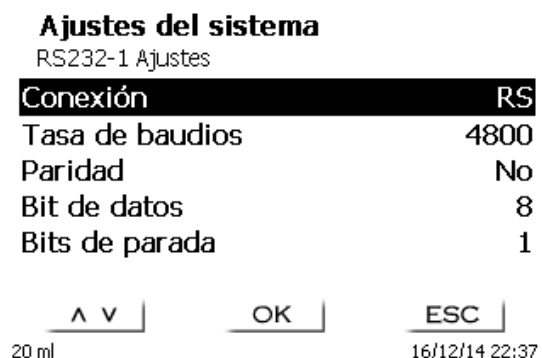 Ajustes del sistema
RS232-1 Ajustes
Conexión RS
Tasa de baudios 4800
Paridad No
Bit de datos 8
Bits de parada 1
∧ ∨ OK ESC
20 ml 16/12/14 22:37